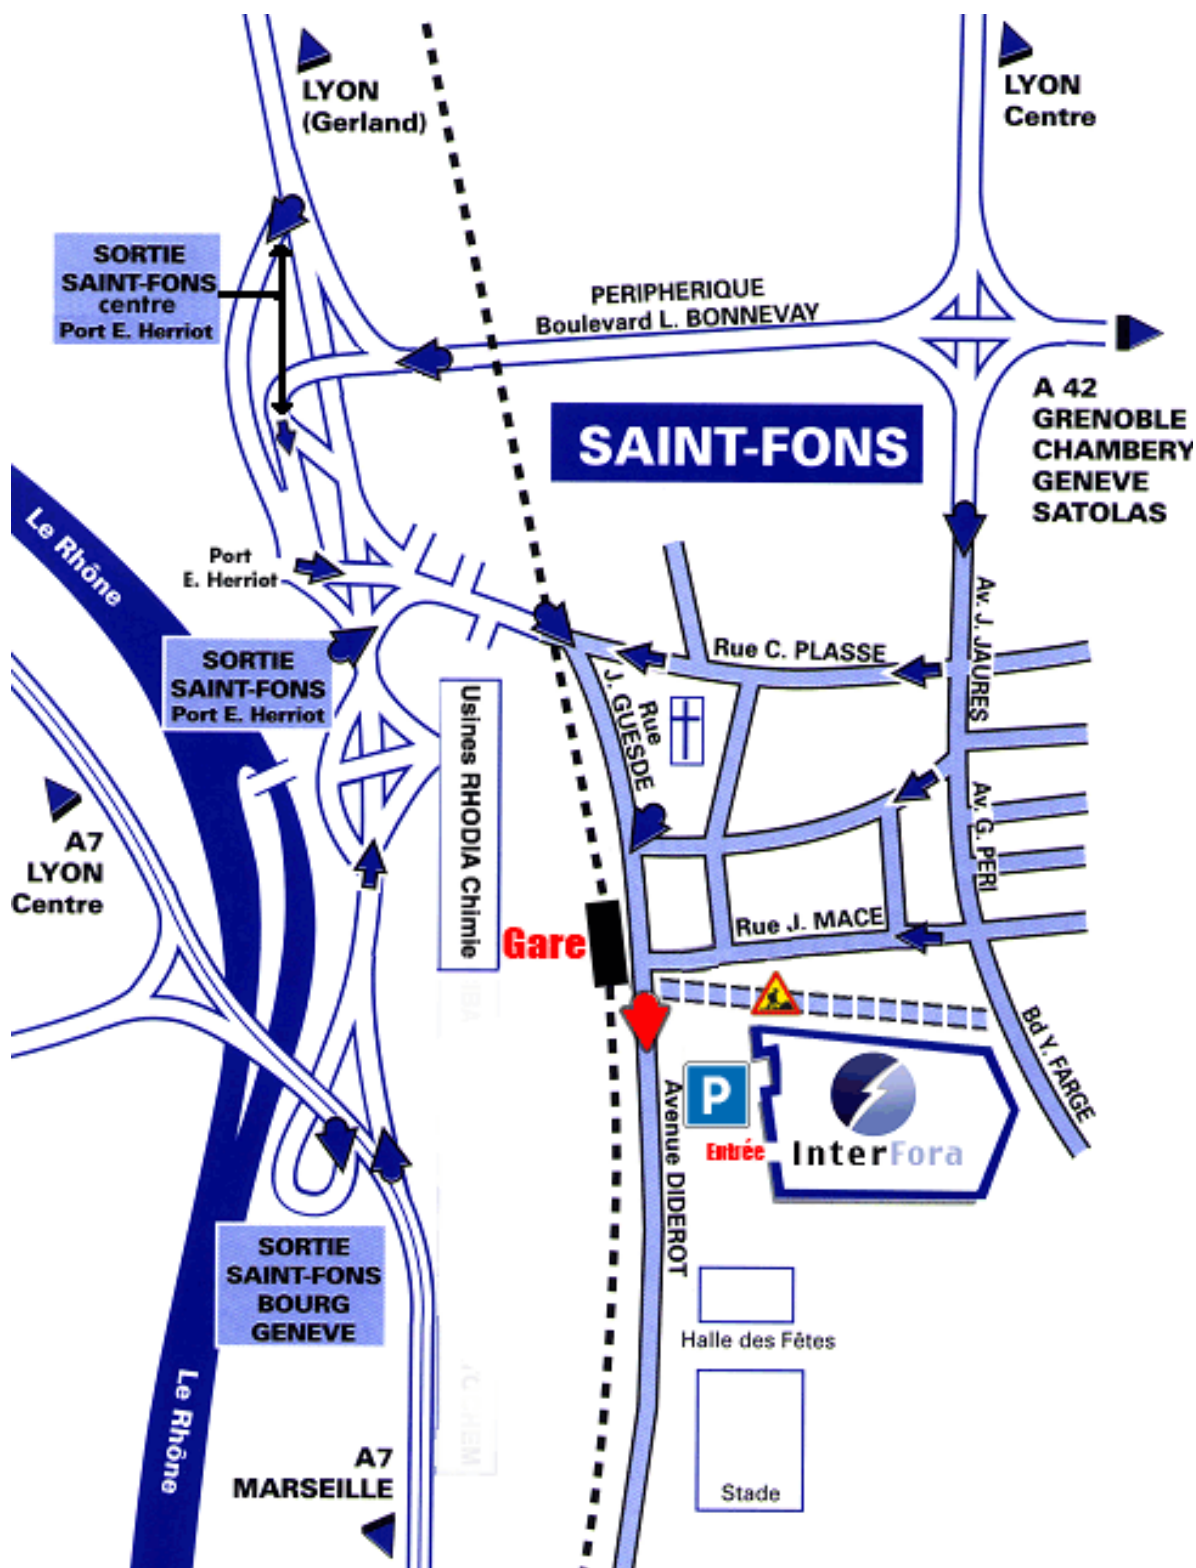 LYON
(Gerland)
LYON
Centre
SORTIE
SAINT-FONS
centre
Port E. Herriot
PERIPHERIQUE
Boulevard L. BONNEVAY
A 42
GRENOBLE
CHAMBERY
GENEVE
SATOLAS
SAINT-FONS
Le Rhône
Port
E. Herriot
Av. J. JAURES
Rue C. PLASSE
SORTIE
SAINT-FONS
Port E. Herriot
Rue
J. GUESDE
Usines RHODIA Chimie
A7
LYON
Centre
Av. G. PERI
Rue J. MACE
Gare
Bd Y. FARGE
P
Entrée
InterFora
Avenue DIDEROT
SORTIE
SAINT-FONS
BOURG
GENEVE
Halle des Fêtes
Le Rhône
A7
MARSEILLE
Stade